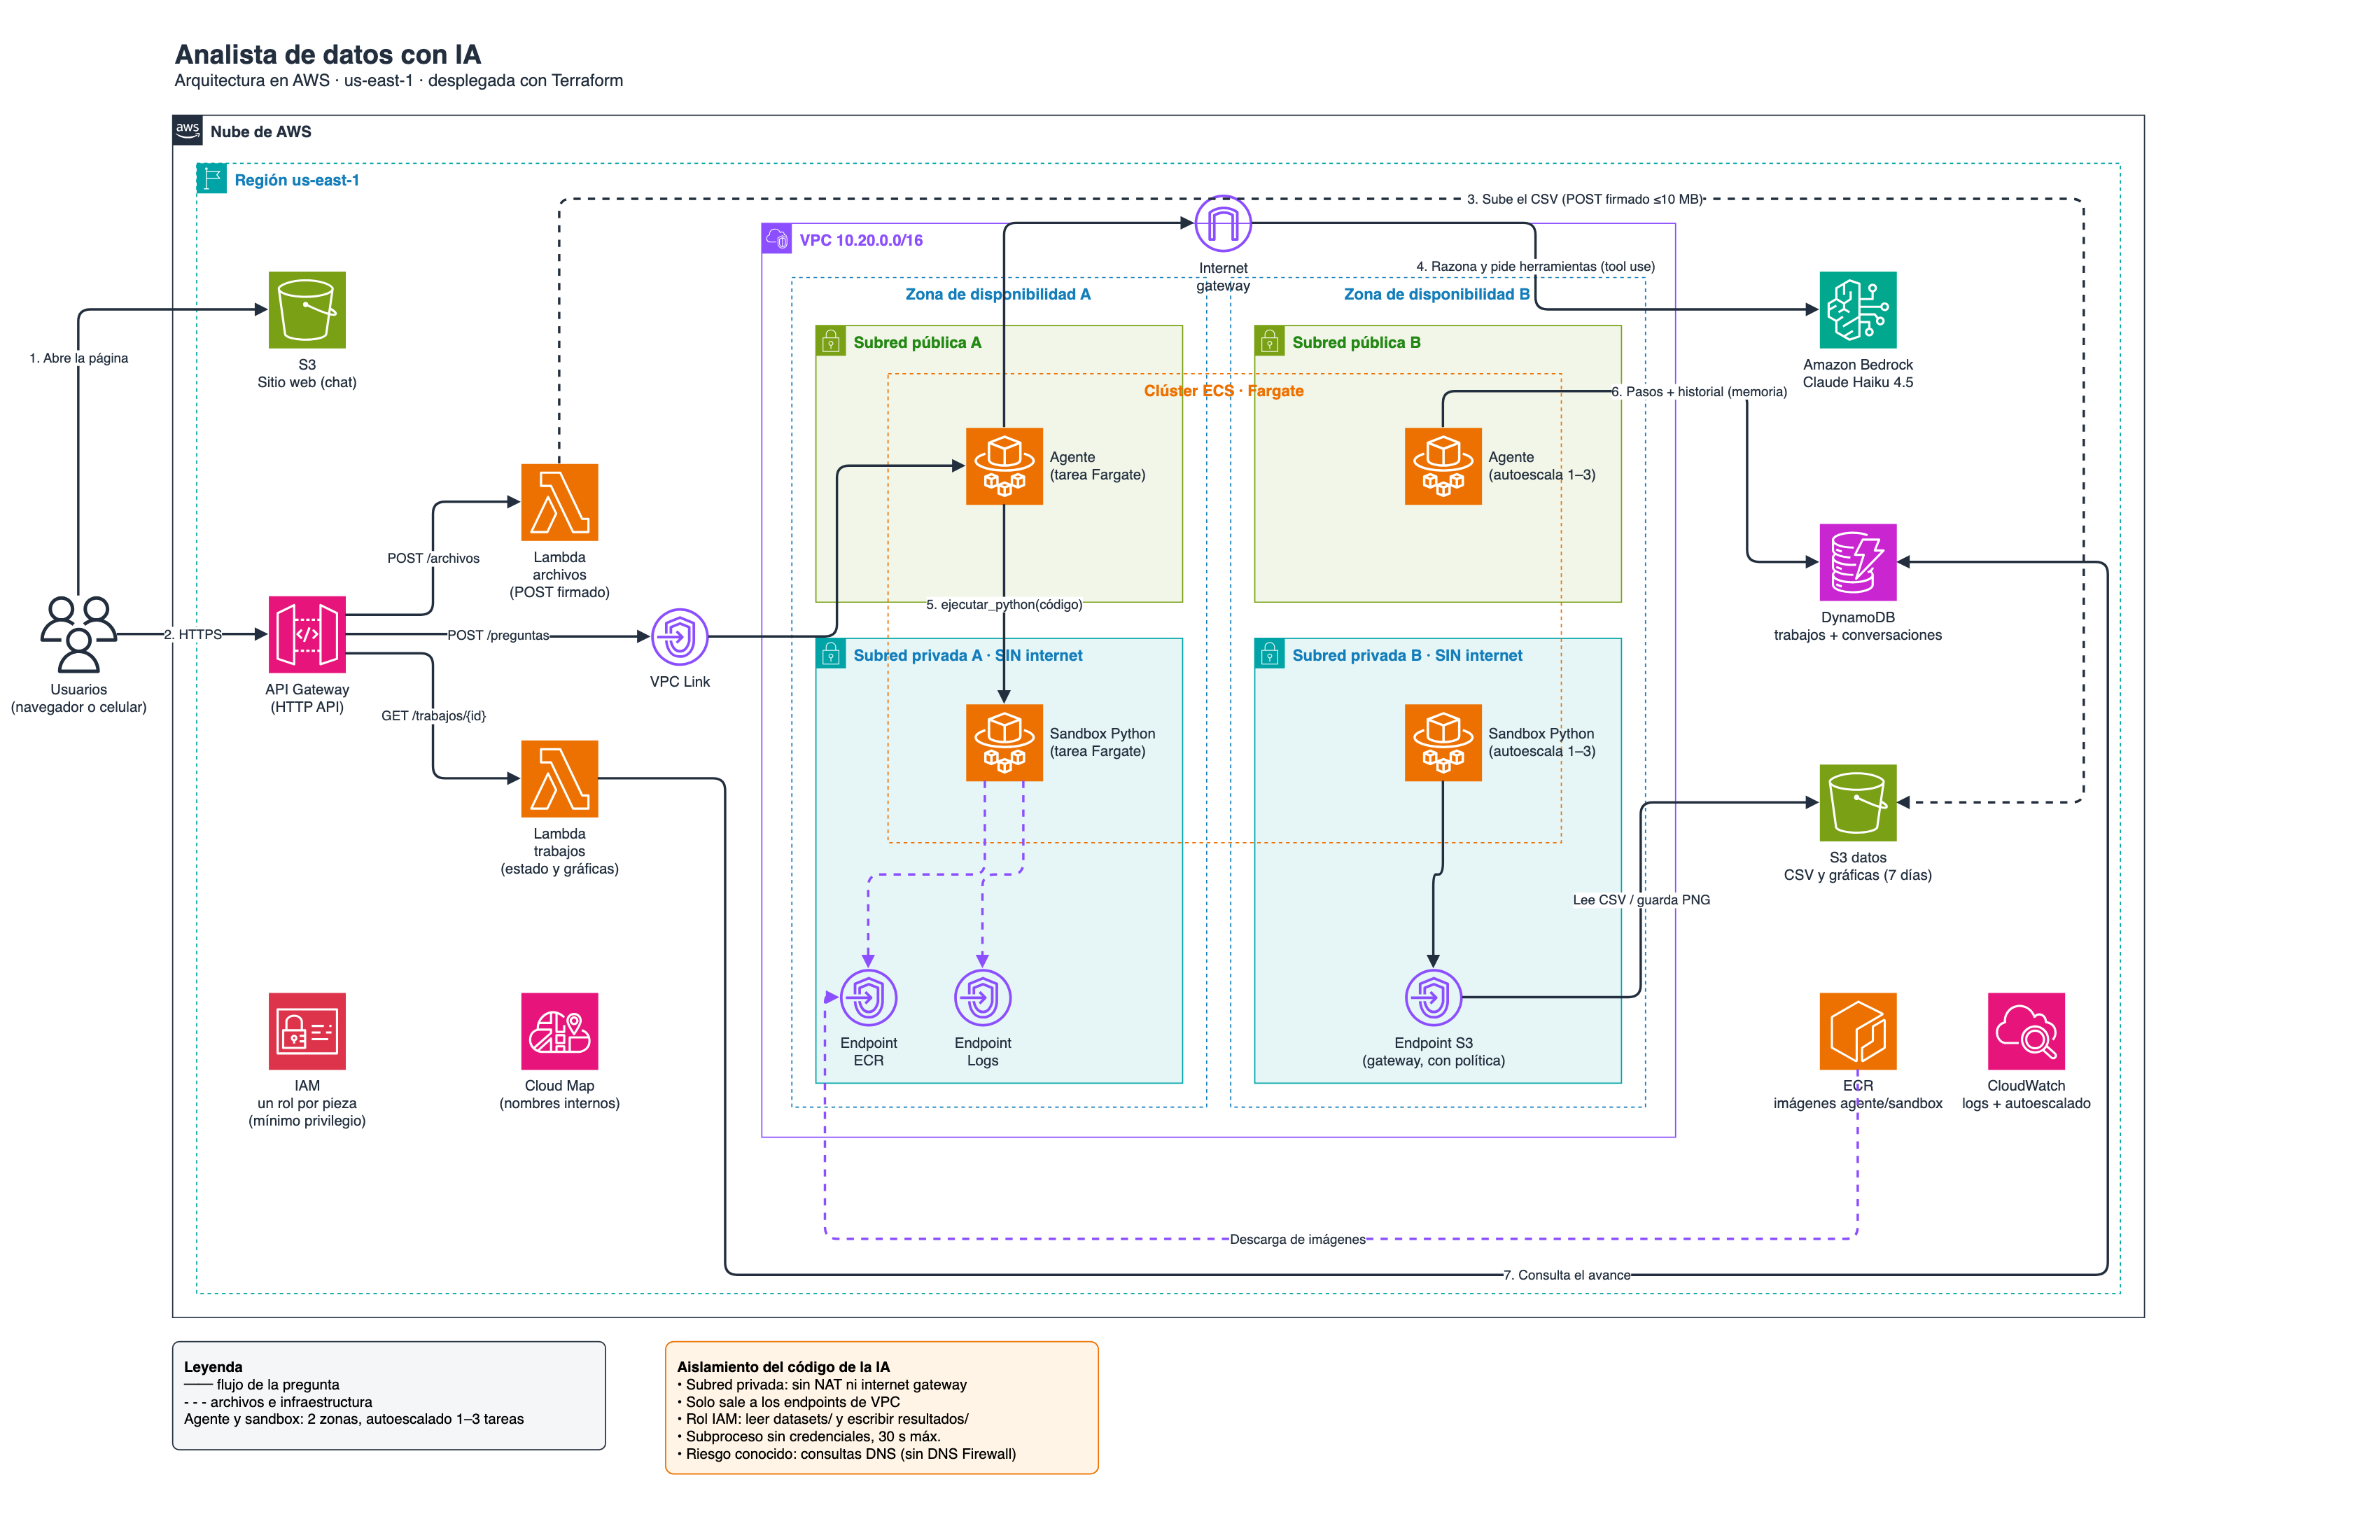 Analista de datos con IA
Arquitectura en AWS · us-east-1 · desplegada con Terraform
aws
Nube de AWS
Región us-east-1
3. Sube el CSV (POST firmado ≤10 MB)
VPC 10.20.0.0/16
Internet
gateway
4. Razona y pide herramientas (tool use)
Zona de disponibilidad A
Zona de disponibilidad B
1. Abre la página
S3
Sitio web (chat)
Subred pública A
Subred pública B
Amazon Bedrock
Claude Haiku 4.5
Clúster ECS · Fargate
6. Pasos + historial (memoria)
Agente
(tarea Fargate)
Agente
(autoescala 1–3)
POST /archivos
Lambda
archivos
(POST firmado)
5. ejecutar_python(código)
DynamoDB
trabajos + conversaciones
2. HTTPS
POST /preguntas
VPC Link
Usuarios
(navegador o celular)
API Gateway
(HTTP API)
GET /trabajos/{id}
Subred privada A · SIN internet
Subred privada B · SIN internet
Sandbox Python
(tarea Fargate)
Sandbox Python
(autoescala 1–3)
Lambda
trabajos
(estado y gráficas)
S3 datos
CSV y gráficas (7 días)
Lee CSV / guarda PNG
Endpoint
ECR
Endpoint
Logs
Endpoint S3
(gateway, con política)
IAM
un rol por pieza
(mínimo privilegio)
Cloud Map
(nombres internos)
ECR
imágenes agente/sandbox
CloudWatch
logs + autoescalado
Descarga de imágenes
7. Consulta el avance
Leyenda
—— flujo de la pregunta
- - - archivos e infraestructura
Agente y sandbox: 2 zonas, autoescalado 1–3 tareas
Aislamiento del código de la IA
• Subred privada: sin NAT ni internet gateway
• Solo sale a los endpoints de VPC
• Rol IAM: leer datasets/ y escribir resultados/
• Subproceso sin credenciales, 30 s máx.
• Riesgo conocido: consultas DNS (sin DNS Firewall)